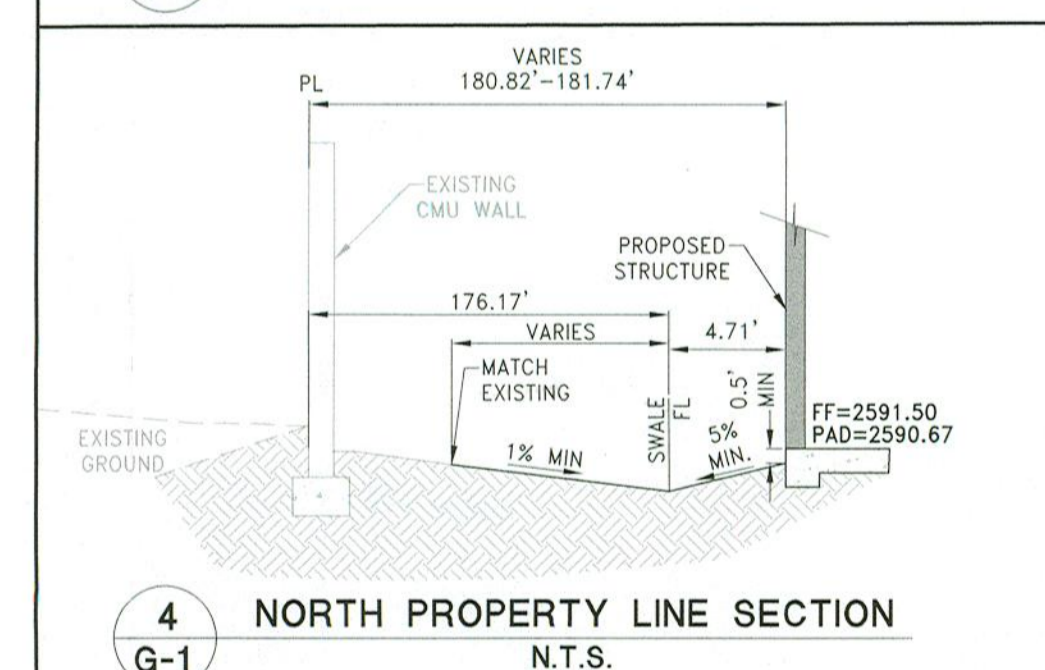 VARIES
180.82'-181.74'
PL
EXISTING
CMU WALL
PROPOSED
STRUCTURE
176.17'
VARIES
4.71'
MATCH
EXISTING
SWALE
FL
0.5'
MIN
FF=2591.50
PAD=2590.67
EXISTING
GROUND
1% MIN
5%
MIN.
4
G-1
NORTH PROPERTY LINE SECTION
N.T.S.